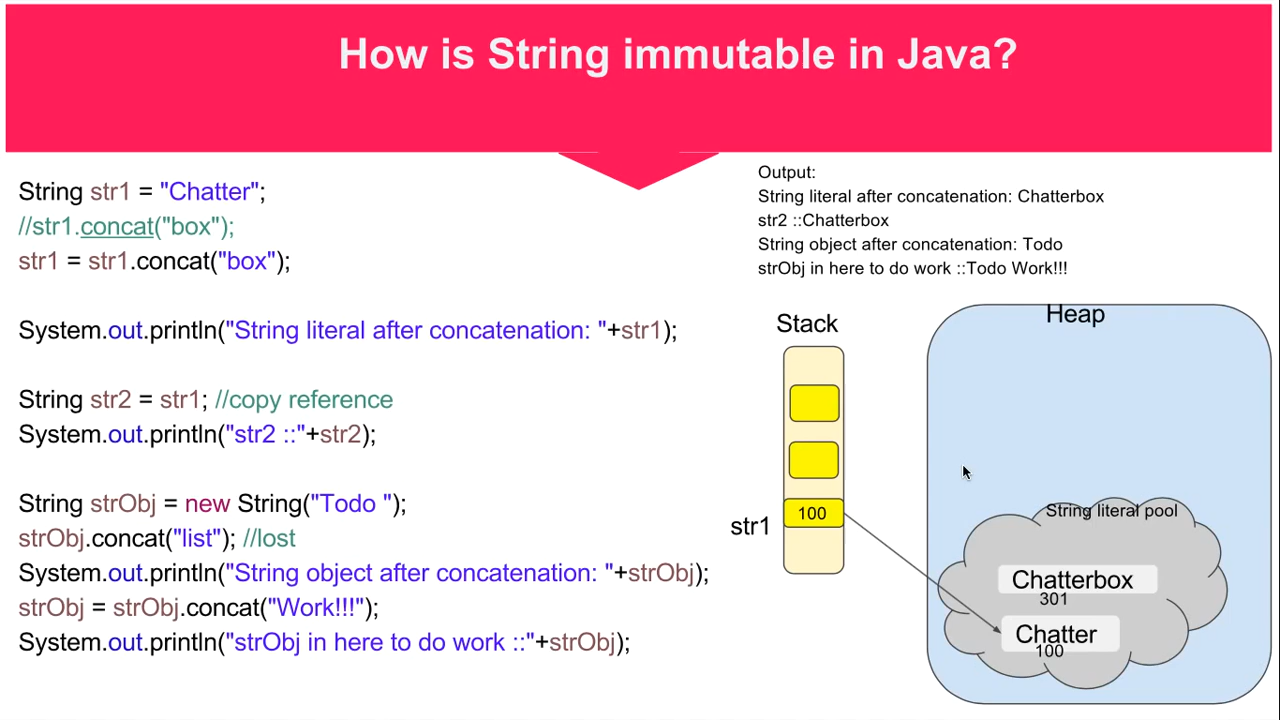 How is String immutable in Java?
String str1 = "Chatter";
//str1.concat("box");
str1 = str1.concat("box");
System.out.println("String literal after concatenation: "+str1);
String str2 = str1; //copy reference
System.out.println("str2 ::"+str2);
String strObj = new String("Todo ");
strObj.concat("list"); //lost
System.out.println("String object after concatenation: "+strObj);
strObj = strObj.concat("Work!!!");
System.out.println("strObj in here to do work ::"+strObj);
Output:
String literal after concatenation: Chatterbox
str2 ::Chatterbox
String object after concatenation: Todo
strObj in here to do work ::Todo Work!!!
Stack
str1
100
Heap
String literal pool
Chatterbox
301
Chatter
100